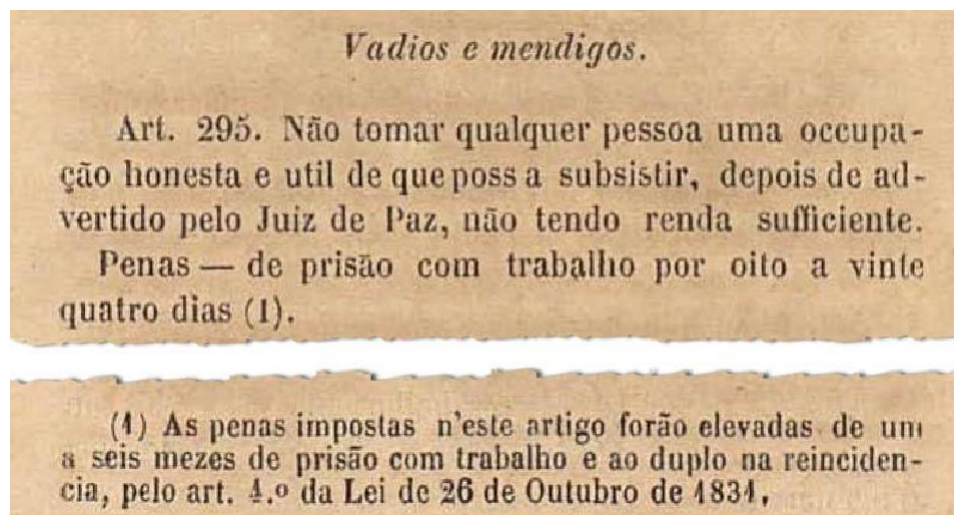 Vadios e mendigos.
Art. 295. Não tomar qualquer pessoa uma occupa-
ção honesta e util de que possa subsistir, depois de ad-
vertido pelo Juiz de Paz, não tendo renda sufficiente.
Penas — de prisão com trabalho por oito a vinte
quatro dias (1).
(1) As penas impostas n'este artigo forão elevadas de um
a seis mezes de prisão com trabalho e ao duplo na reinciden-
cia, pelo art. 4.º da Lei de 26 de Outubro de 1831.